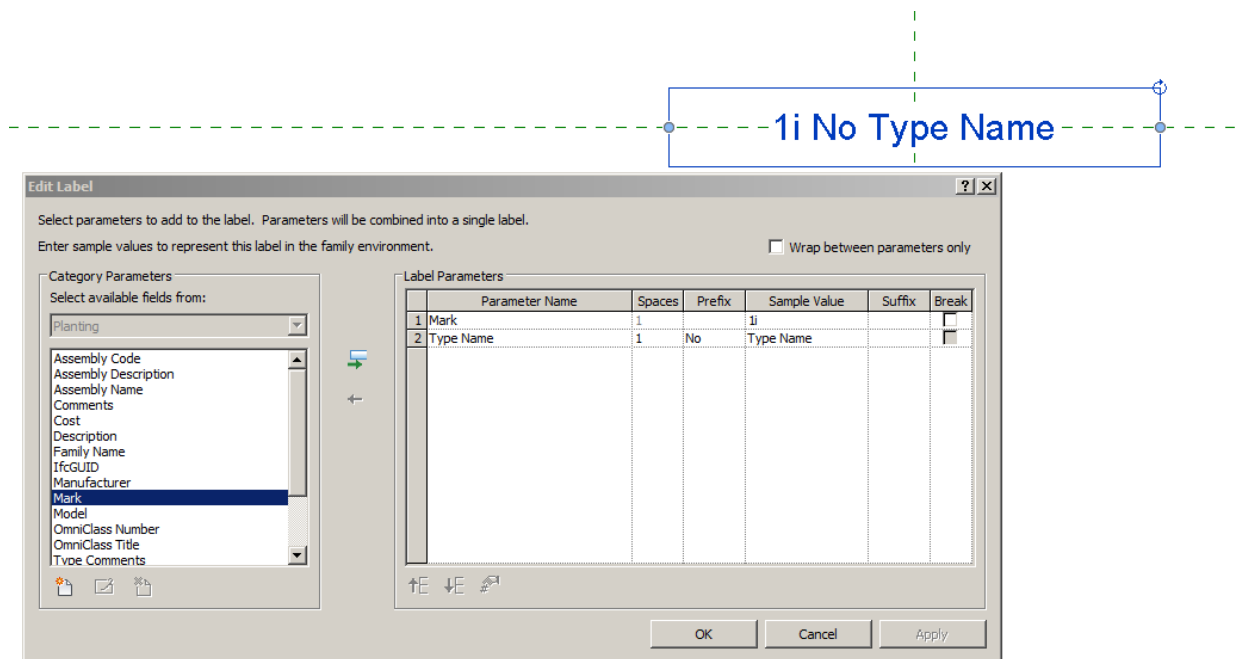 1i No Type Name
Edit Label
Select parameters to add to the label. Parameters will be combined into a single label.
Enter sample values to represent this label in the family environment.
Wrap between parameters only
Category Parameters
Select available fields from:
Planting
Assembly Code
Assembly Description
Assembly Name
Comments
Cost
Description
Family Name
IfcGUID
Manufacturer
Mark
Model
OmniClass Number
OmniClass Title
Type Comments
Label Parameters
Parameter Name Spaces Prefix Sample Value Suffix Break
1 Mark 1 1i
2 Type Name 1 No Type Name
OK Cancel Apply